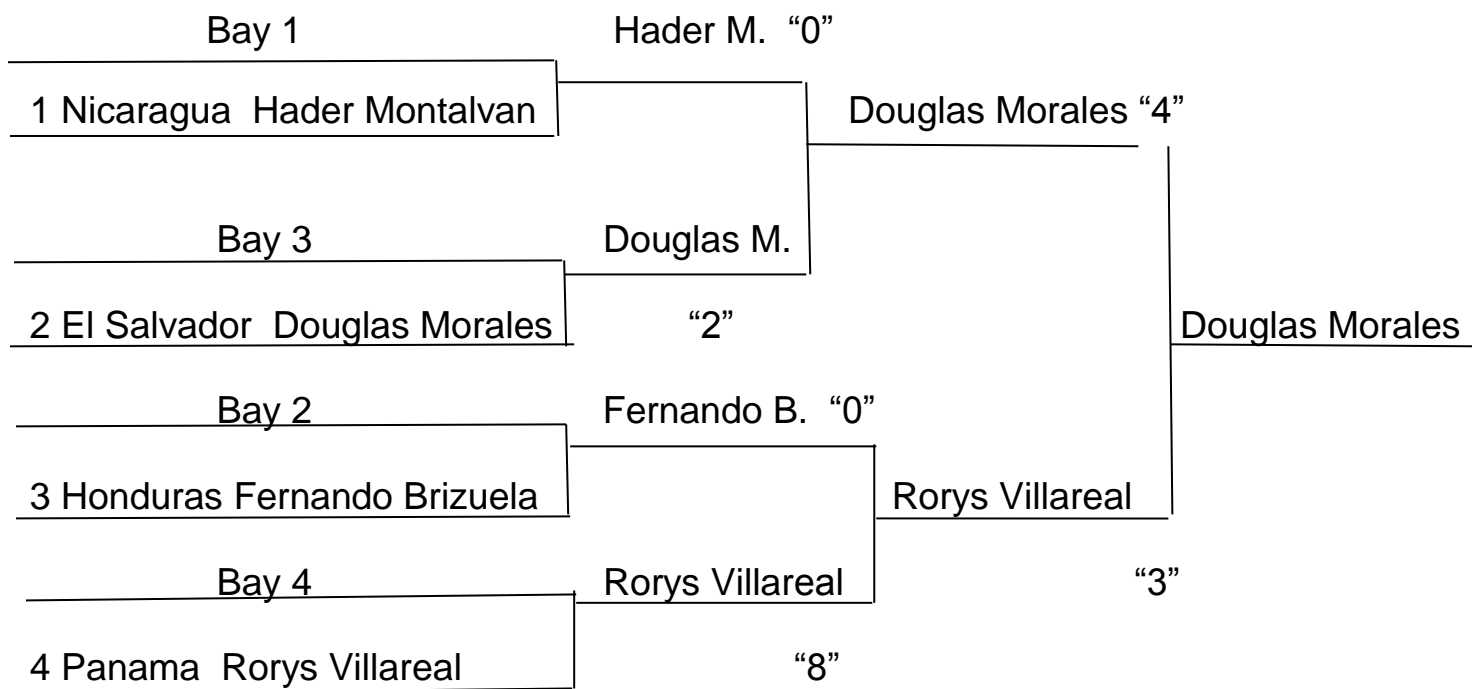 Bay 1 Hader M. “0”
1 Nicaragua Hader Montalvan Douglas Morales “4”
Bay 3 Douglas M.
2 El Salvador Douglas Morales “2” Douglas Morales
Bay 2 Fernando B. “0”
3 Honduras Fernando Brizuela Rorys Villareal
Bay 4 Rorys Villareal “3”
4 Panama Rorys Villareal “8”